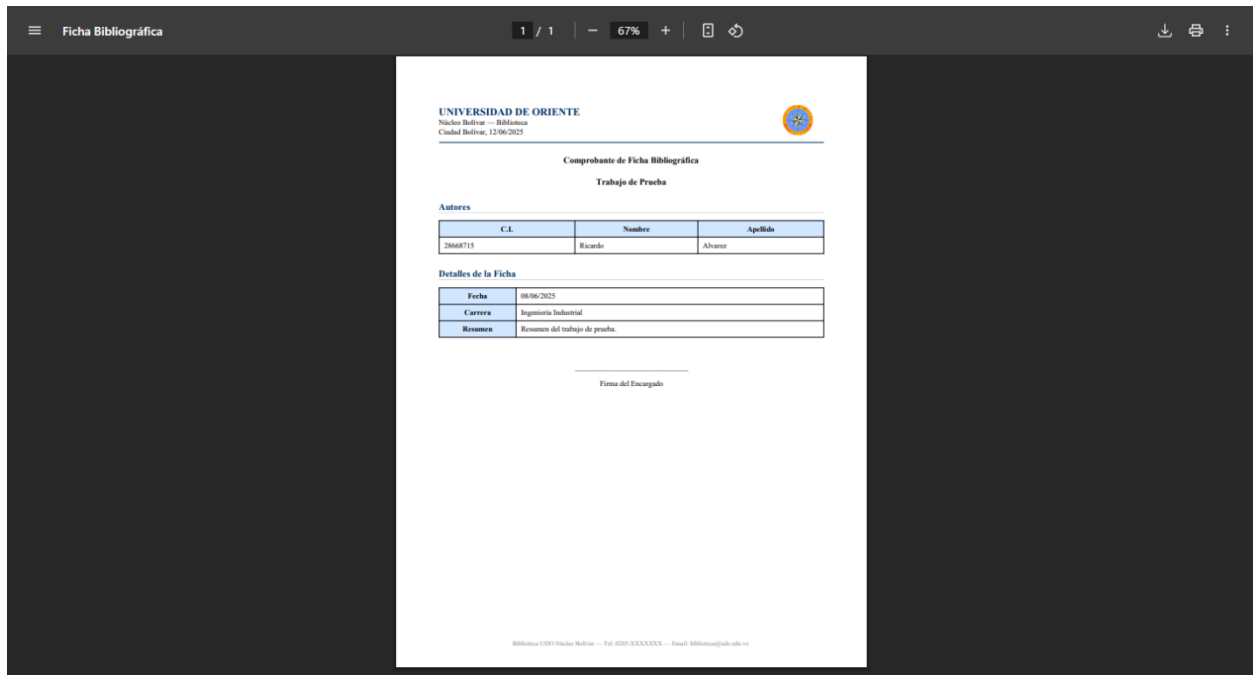 Ficha Bibliográfica
1 / 1
67%
UNIVERSIDAD DE ORIENTE
Núcleo Bolívar — Biblioteca
Ciudad Bolívar, 12/06/2025
Comprobante de Ficha Bibliográfica
Trabajo de Prueba
Autores
C.I. Nombre Apellido
28668715 Ricardo Alvarez
Detalles de la Ficha
Fecha 08/06/2025
Carrera Ingeniería Industrial
Resumen Resumen del trabajo de prueba.
Firma del Encargado
Biblioteca UDO Núcleo Bolívar — Tel: 0285-XXXXXXX — Email: biblioteca@udo.edu.ve